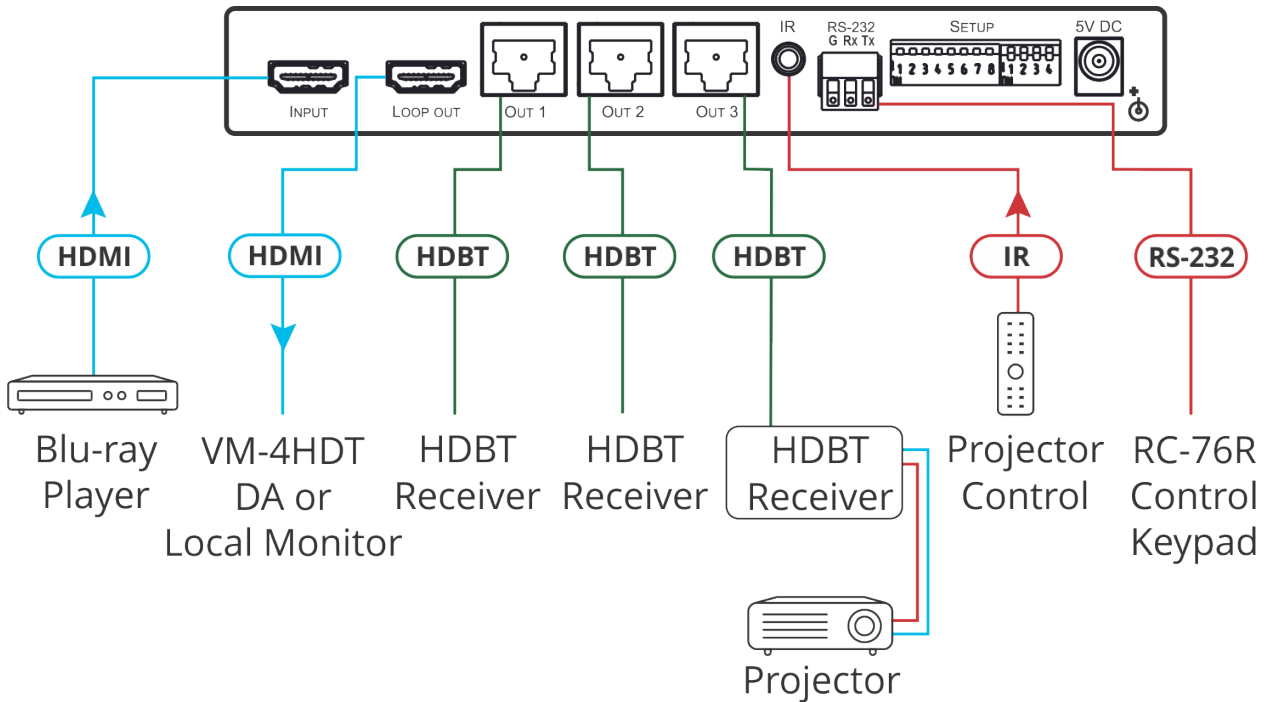 IR
RS-232
G Rx Tx
SETUP
5V DC
1 2 3 4 5 6 7 8
1 2 3 4
INPUT
LOOP OUT
OUT 1
OUT 2
OUT 3
HDMI
HDMI
HDBT
HDBT
HDBT
IR
RS-232
Blu-ray
Player
VM-4HDT
DA or
Local Monitor
HDBT
Receiver
HDBT
Receiver
HDBT
Receiver
Projector
Control
RC-76R
Control
Keypad
Projector